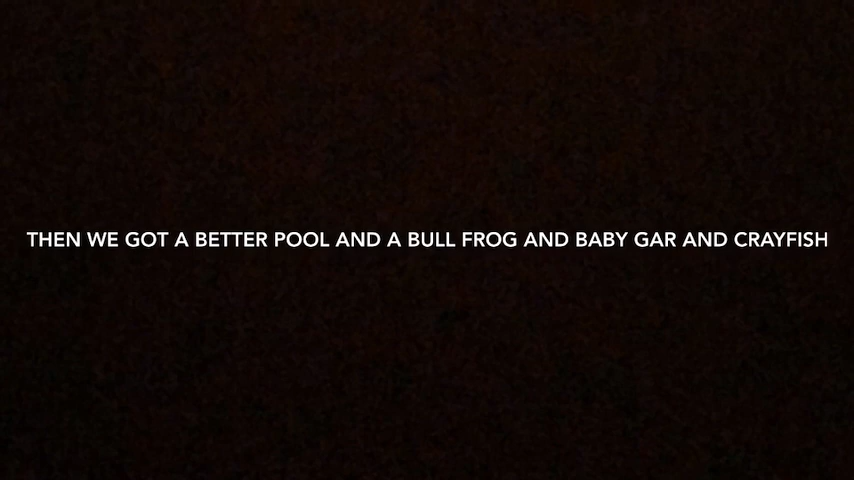 THEN WE GOT A BETTER POOL AND A BULL FROG AND BABY GAR AND CRAYFISH